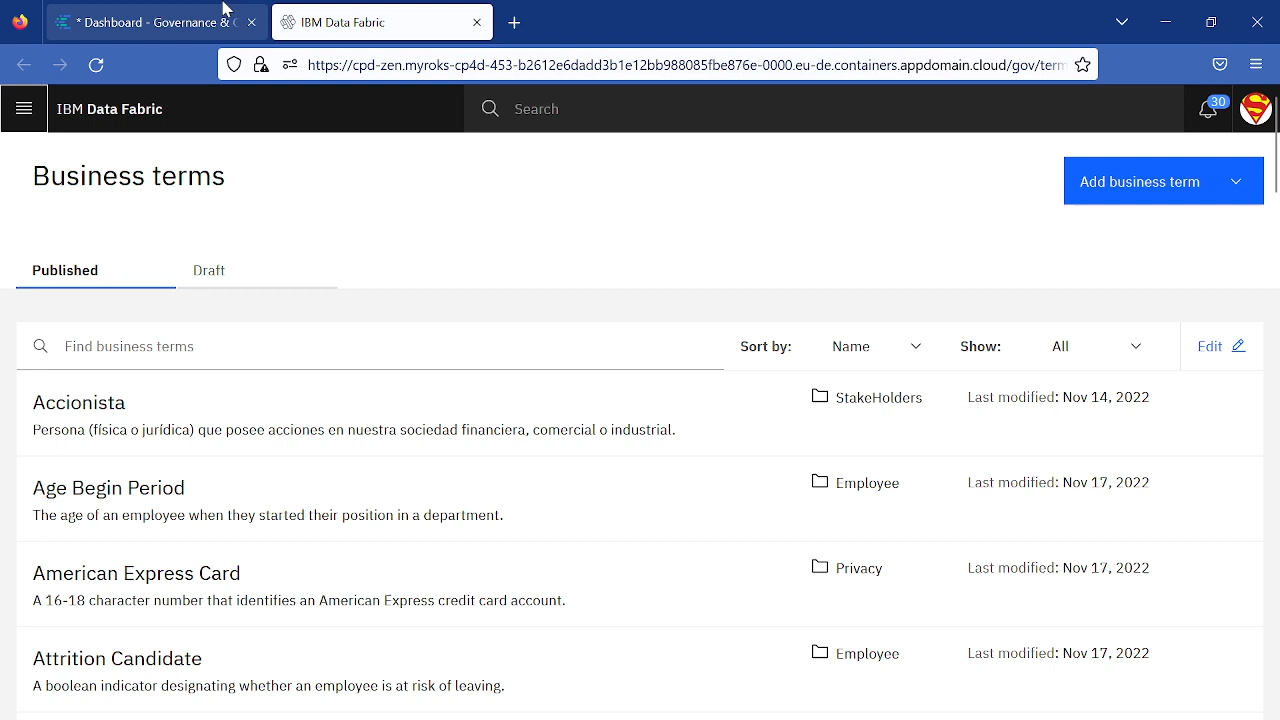 * Dashboard - Governance &
IBM Data Fabric
https://cpd-zen.myroks-cp4d-453-b2612e6dadd3b1e12bb988085fbe876e-0000.eu-de.containers.appdomain.cloud/gov/term
IBM Data Fabric
Search
30
Business terms
Add business term
Published
Draft
Find business terms
Sort by: Name
Show: All
Edit
Accionista
StakeHolders
Last modified: Nov 14, 2022
Persona (física o jurídica) que posee acciones en nuestra sociedad financiera, comercial o industrial.
Age Begin Period
Employee
Last modified: Nov 17, 2022
The age of an employee when they started their position in a department.
American Express Card
Privacy
Last modified: Nov 17, 2022
A 16-18 character number that identifies an American Express credit card account.
Attrition Candidate
Employee
Last modified: Nov 17, 2022
A boolean indicator designating whether an employee is at risk of leaving.